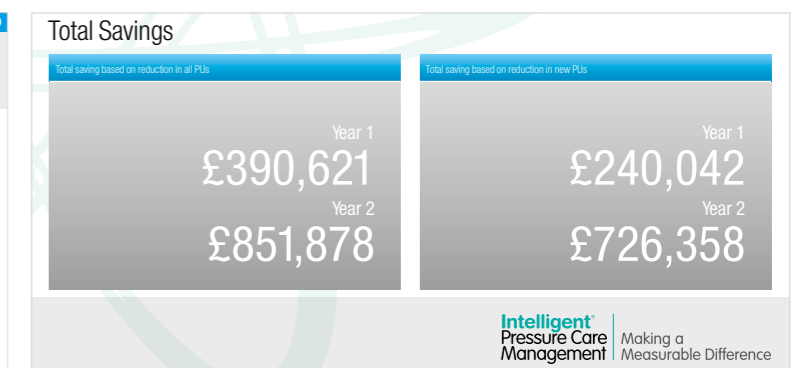 Total Savings
Total saving based on reduction in all PUs
Year 1
£390,621
Year 2
£851,878
Total saving based on reduction in new PUs
Year 1
£240,042
Year 2
£726,358
Intelligent®
Pressure Care
Management
Making a
Measurable Difference